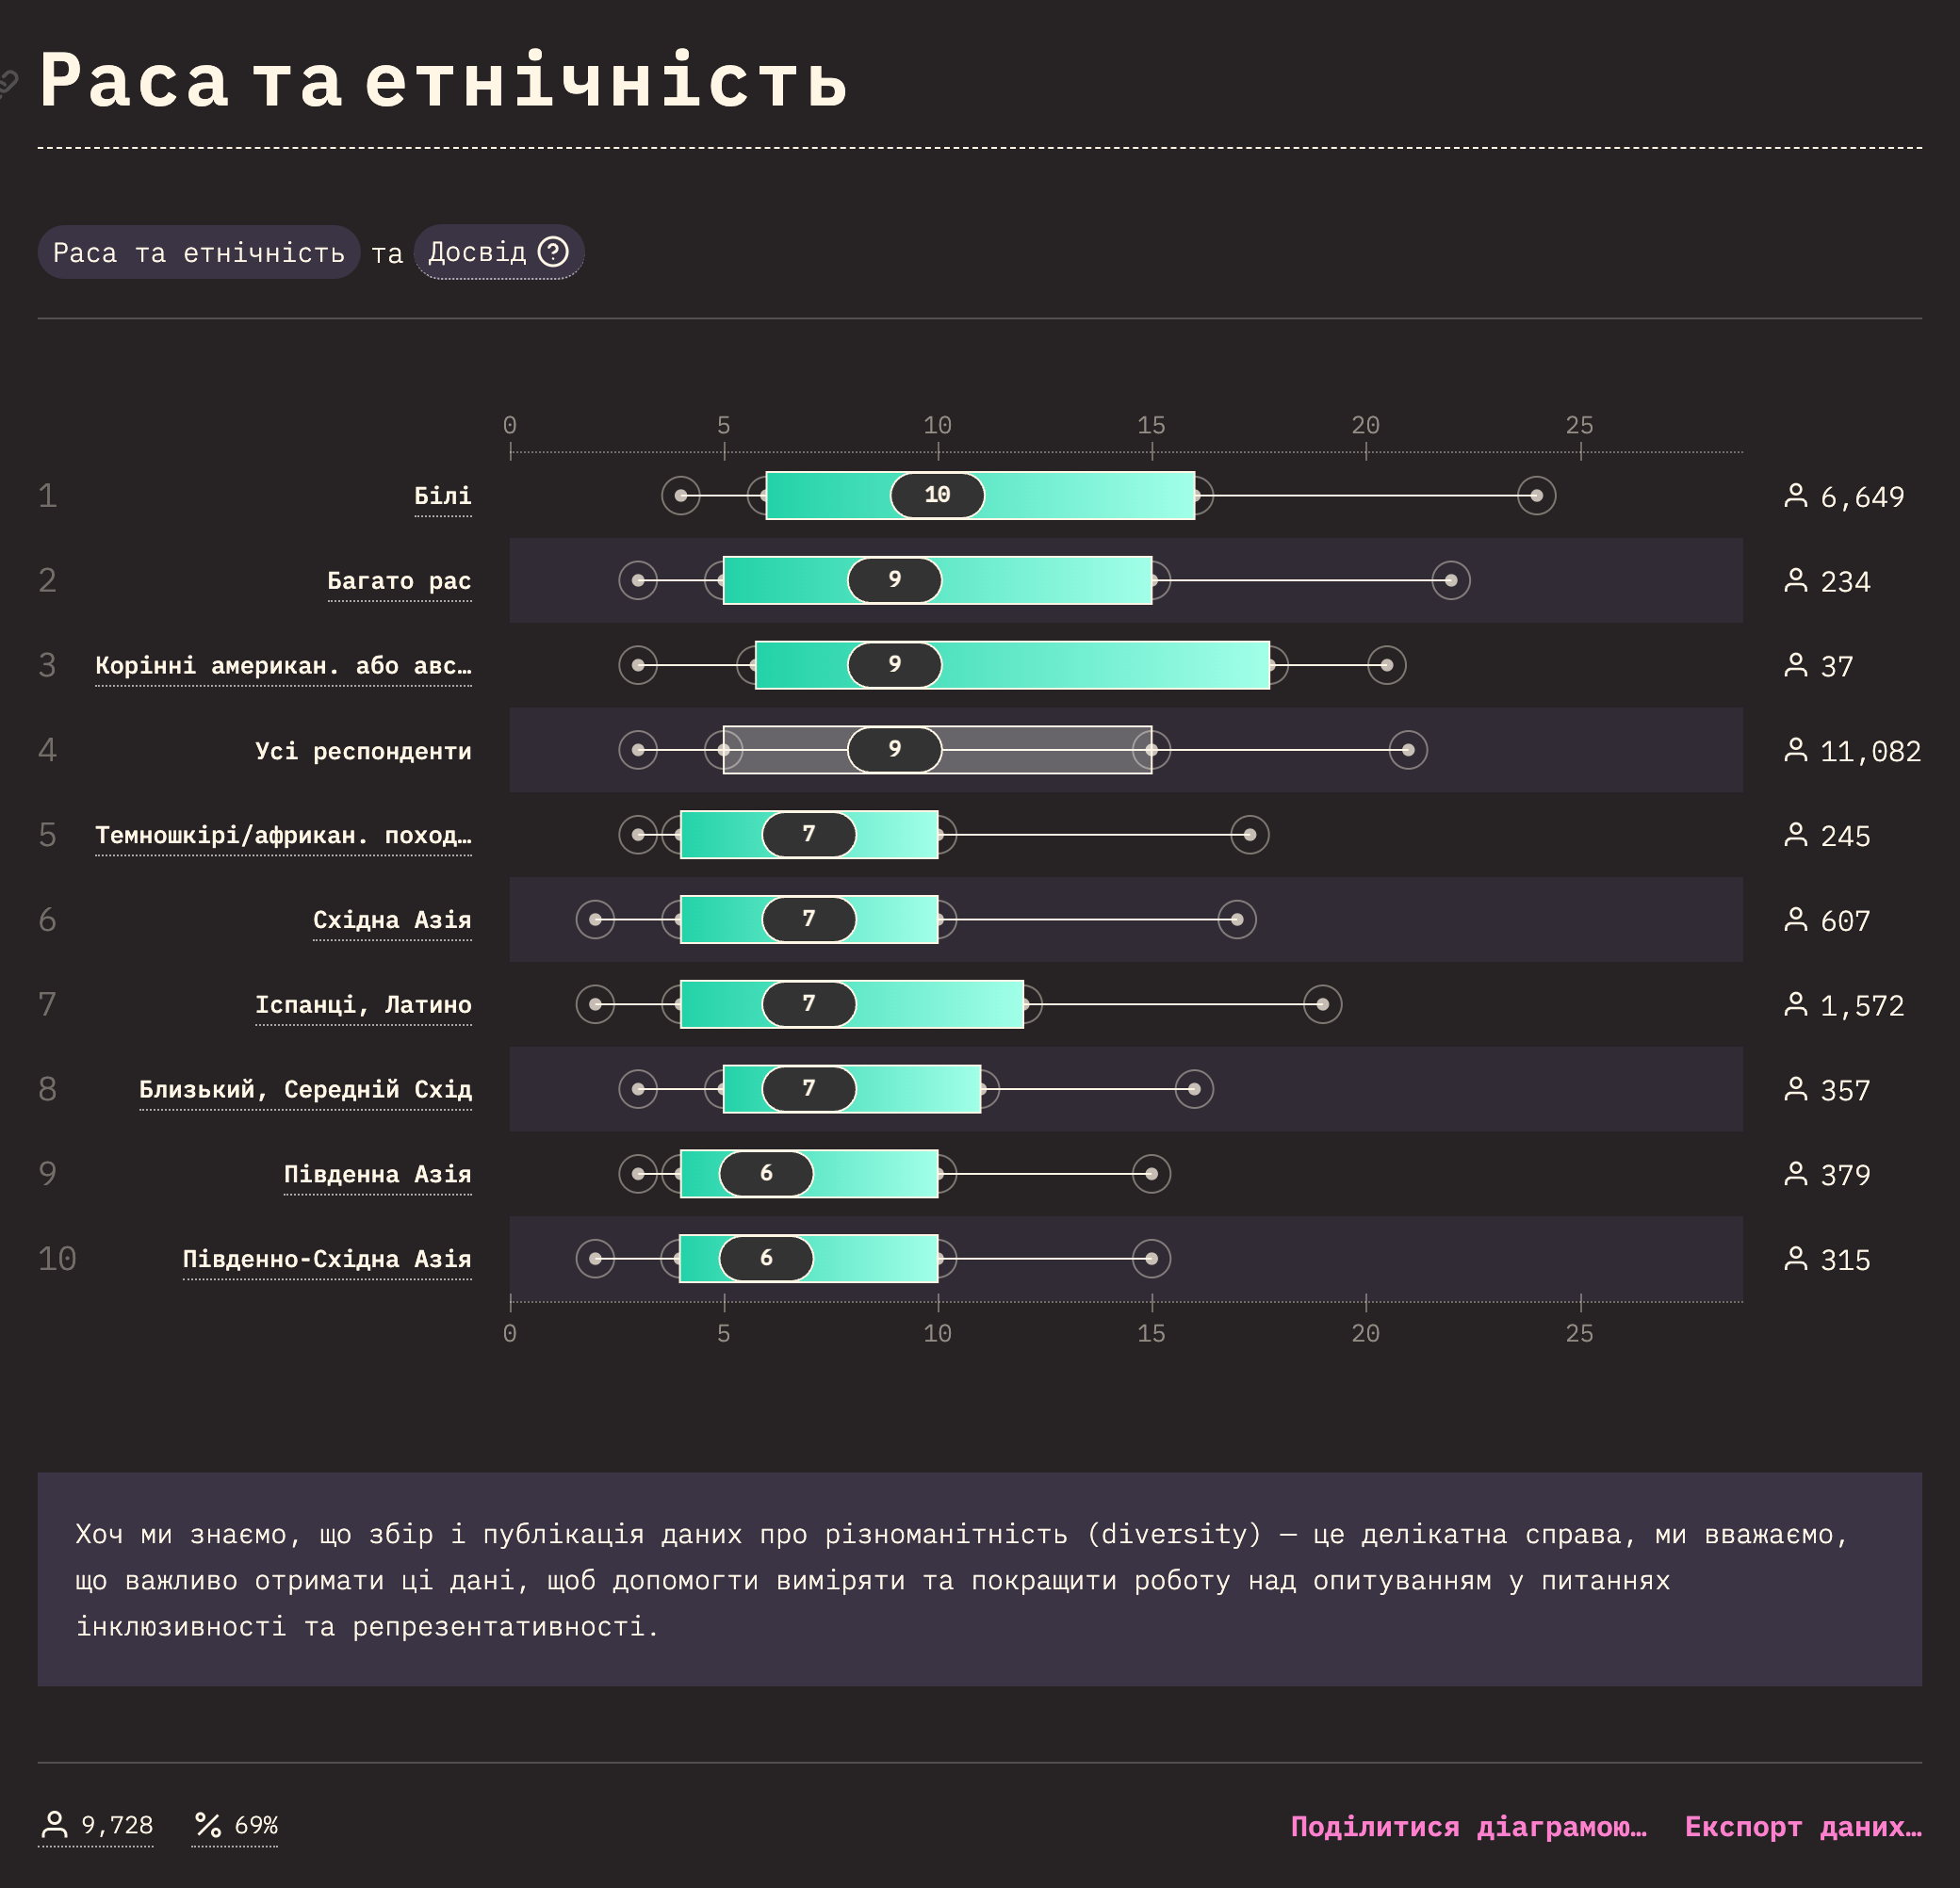 Раса та етнічність
Раса та етнічність та Досвід
0 5 10 15 20 25
1 Білі 10 6,649
2 Багато рас 9 234
3 Корінні американ. або авс… 9 37
4 Усі респонденти 9 11,082
5 Темношкірі/африкан. поход… 7 245
6 Східна Азія 7 607
7 Іспанці, Латино 7 1,572
8 Близький, Середній Схід 7 357
9 Південна Азія 6 379
10 Південно-Східна Азія 6 315
0 5 10 15 20 25
Хоч ми знаємо, що збір і публікація даних про різноманітність (diversity) — це делікатна справа, ми вважаємо,
що важливо отримати ці дані, щоб допомогти виміряти та покращити роботу над опитуванням у питаннях
інклюзивності та репрезентативності.
9,728 69% Поділитися діаграмою… Експорт даних…